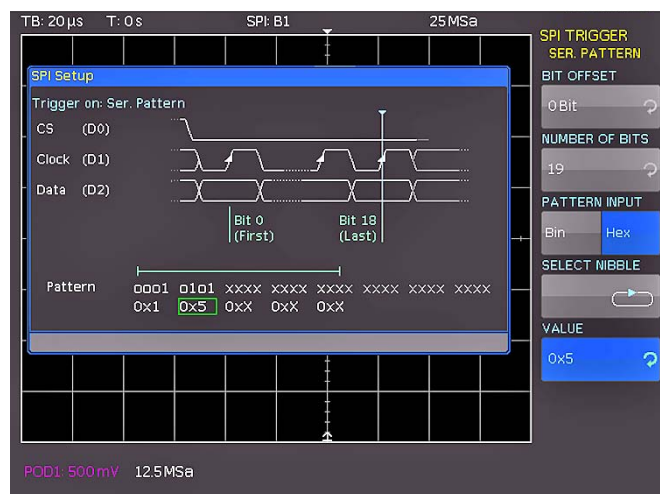 TB: 20 µs T: 0 s SPI: B1 25 MSa
SPI TRIGGER
SER. PATTERN
SPI Setup
Trigger on: Ser. Pattern
CS (D0)
Clock (D1)
Data (D2)
Bit 0
(First)
Bit 18
(Last)
Pattern 0001 0101 XXXX XXXX XXXX XXXX XXXX XXXX
0x1 0x5 0xX 0xX 0xX
BIT OFFSET
0 Bit
NUMBER OF BITS
19
PATTERN INPUT
Bin Hex
SELECT NIBBLE
VALUE
0x5
POD1: 500 mV 12.5MSa